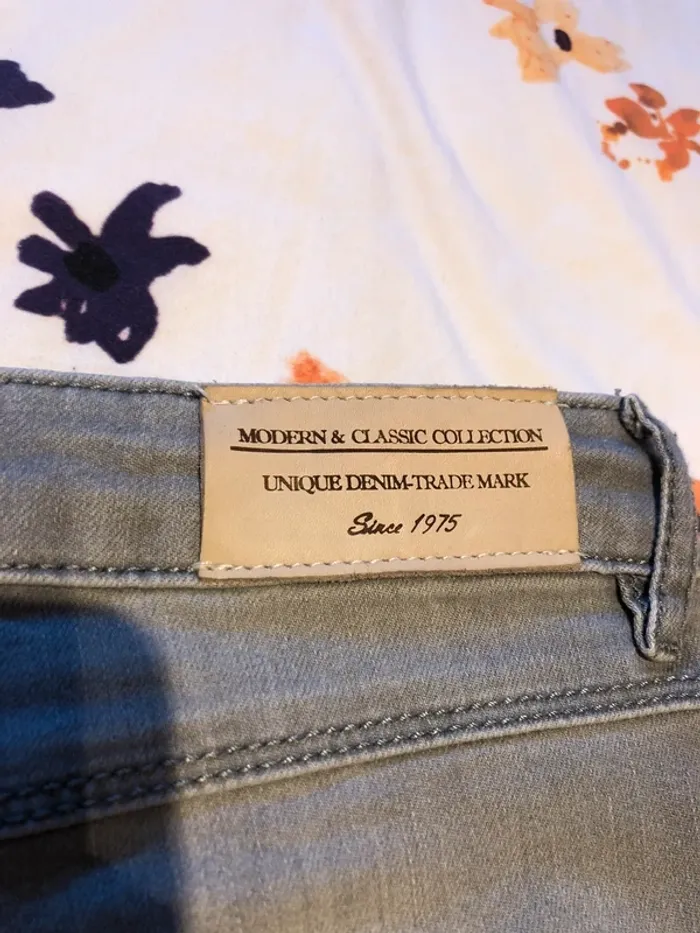 MODERN & CLASSIC COLLECTION
UNIQUE DENIM-TRADE MARK
Since 1975